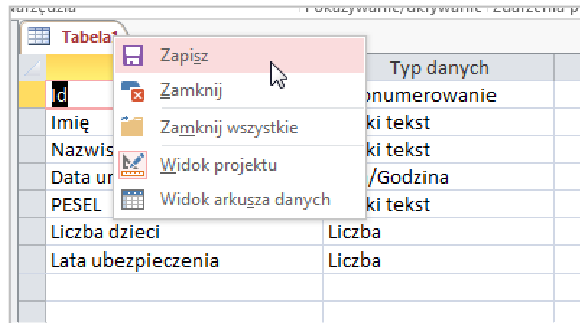 Tabela1
Zapisz
Zamknij
Zamknij wszystkie
Widok projektu
Widok arkusza danych
Typ danych
Id
onumerowanie
Imię
ki tekst
Nazwis
ki tekst
Data ur
/Godzina
PESEL
ki tekst
Liczba dzieci Liczba
Lata ubezpieczenia Liczba